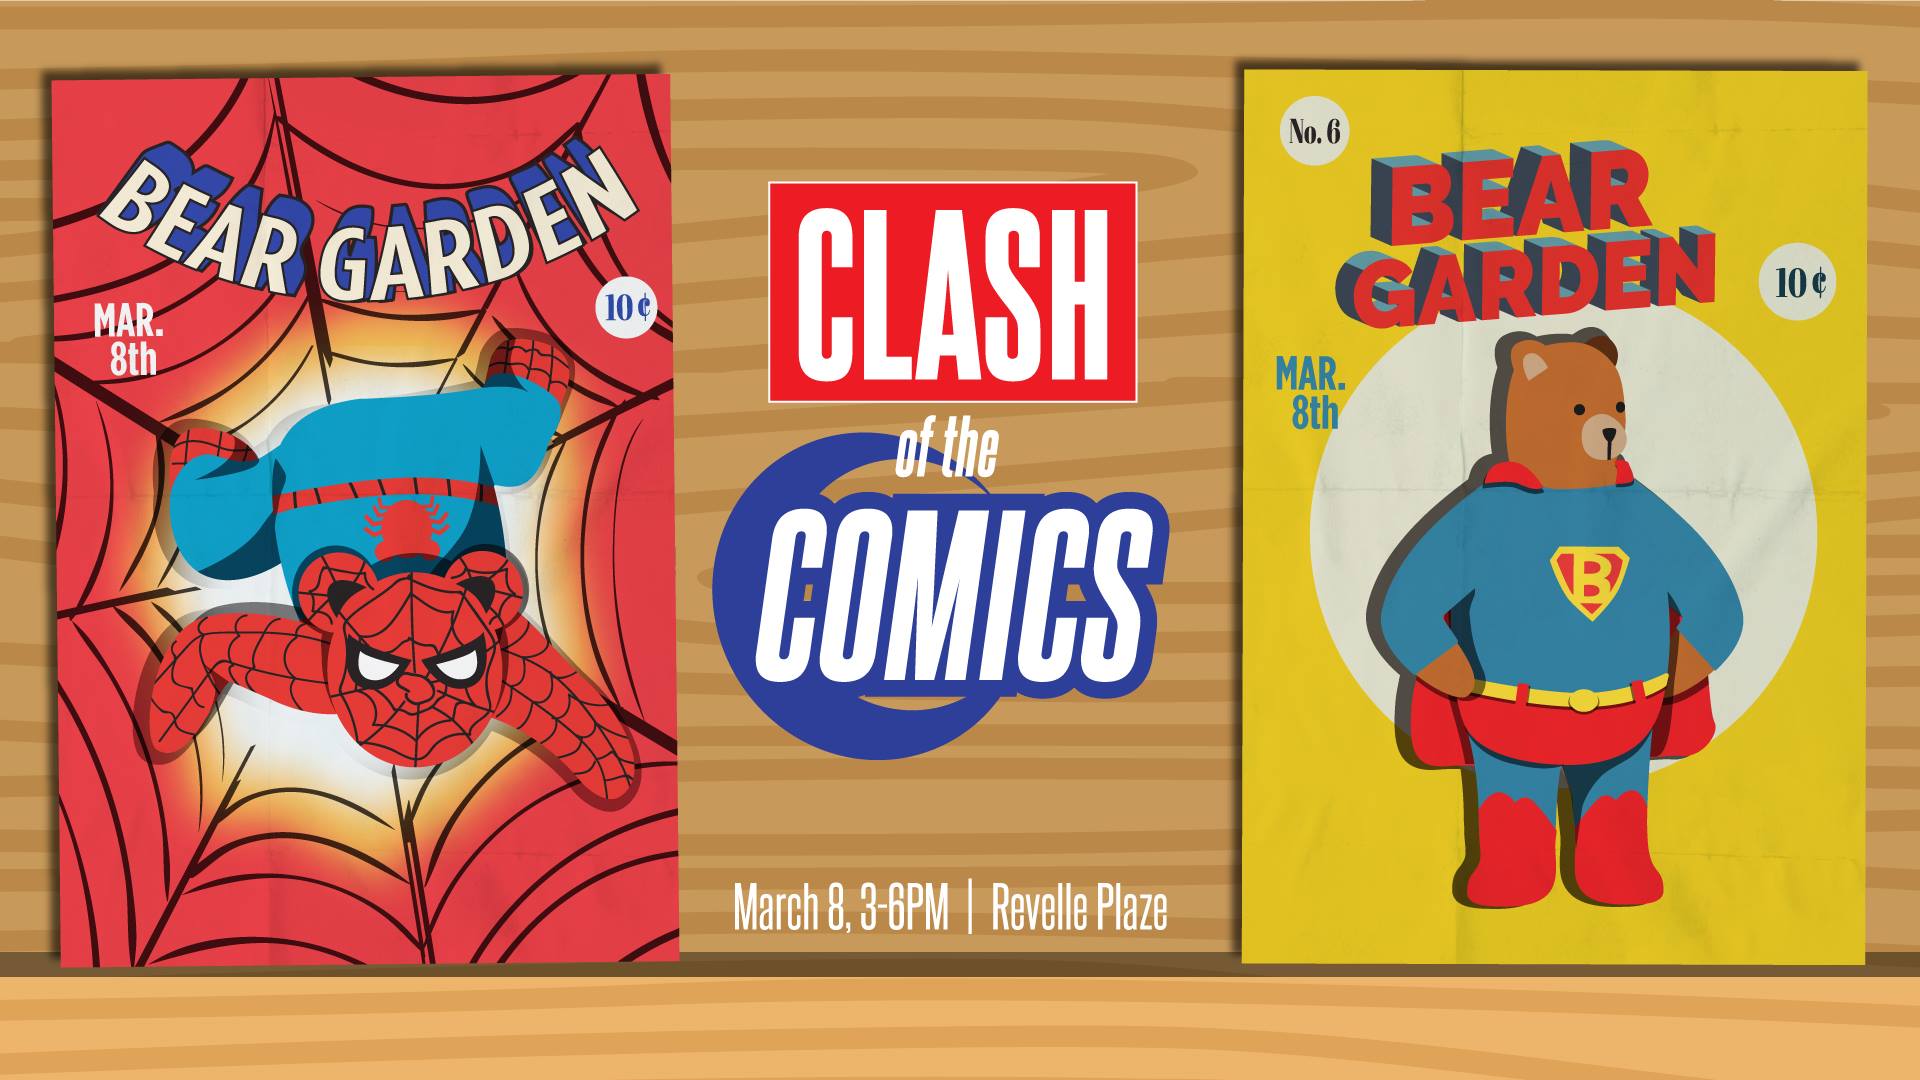 BEAR GARDEN
MAR.
8th
10¢
CLASH
of the
COMICS
March 8, 3-6PM | Revelle Plaze
No. 6
BEAR
GARDEN
10¢
MAR.
8th
B